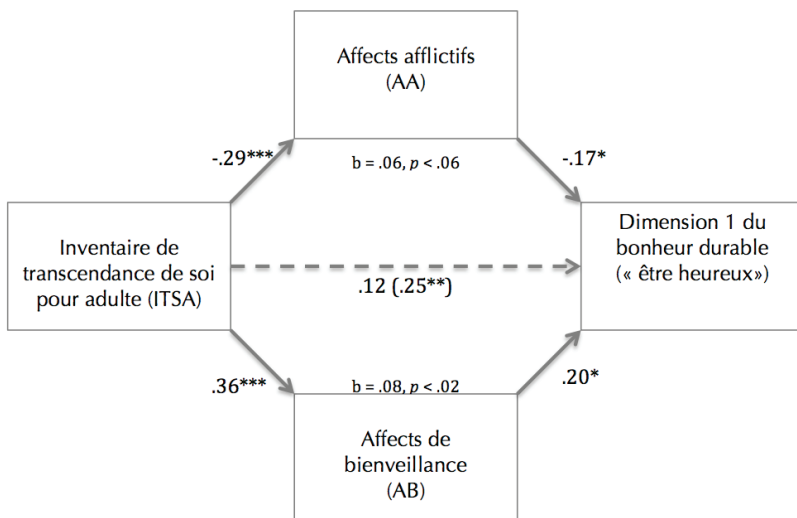 Affects afflictifs
(AA)
-.29***
b = .06, p < .06
-.17*
Inventaire de
transcendance de soi
pour adulte (ITSA)
.12 (.25**)
Dimension 1 du
bonheur durable
(« être heureux»)
.36***
b = .08, p < .02
.20*
Affects de
bienveillance
(AB)